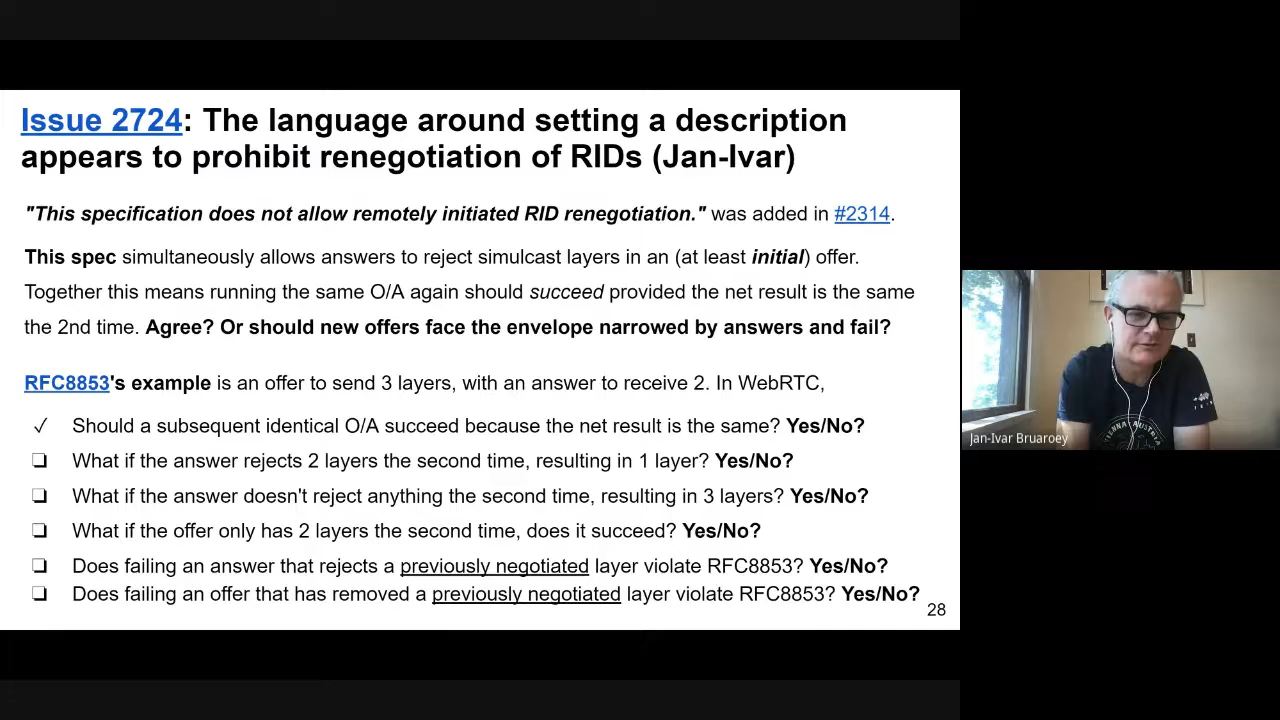 Issue 2724: The language around setting a description
appears to prohibit renegotiation of RIDs (Jan-Ivar)
"This specification does not allow remotely initiated RID renegotiation." was added in #2314.
This spec simultaneously allows answers to reject simulcast layers in an (at least initial) offer.
Together this means running the same O/A again should succeed provided the net result is the same
the 2nd time. Agree? Or should new offers face the envelope narrowed by answers and fail?
RFC8853's example is an offer to send 3 layers, with an answer to receive 2. In WebRTC,
✓ Should a subsequent identical O/A succeed because the net result is the same? Yes/No?
❏ What if the answer rejects 2 layers the second time, resulting in 1 layer? Yes/No?
❏ What if the answer doesn't reject anything the second time, resulting in 3 layers? Yes/No?
❏ What if the offer only has 2 layers the second time, does it succeed? Yes/No?
❏ Does failing an answer that rejects a previously negotiated layer violate RFC8853? Yes/No?
❏ Does failing an offer that has removed a previously negotiated layer violate RFC8853? Yes/No?
28
Jan-Ivar Bruaroey